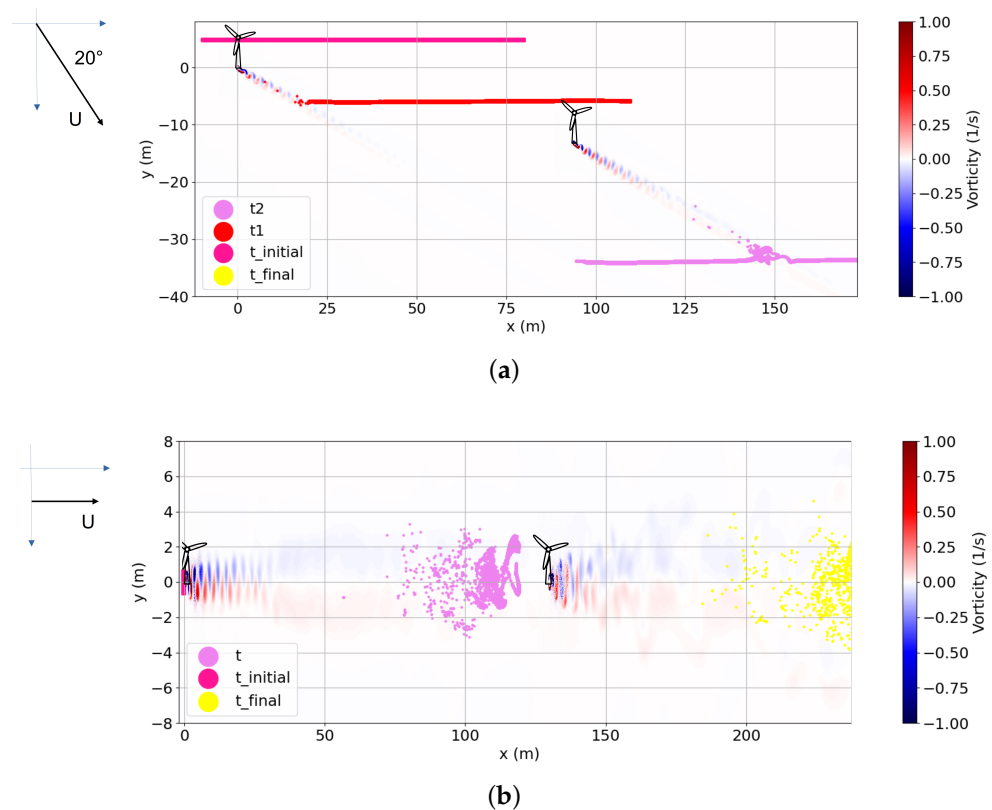 20°
U
0
−10
−20
−30
−40
y (m)
t2
t1
t_initial
t_final
0
25
50
75
100
125
150
x (m)
1.00
0.75
0.50
0.25
0.00
−0.25
−0.50
−0.75
−1.00
Vorticity (1/s)
(a)
U
8
6
4
2
0
−2
−4
−6
−8
y (m)
t
t_initial
t_final
0
50
100
150
200
x (m)
1.00
0.75
0.50
0.25
0.00
−0.25
−0.50
−0.75
−1.00
Vorticity (1/s)
(b)